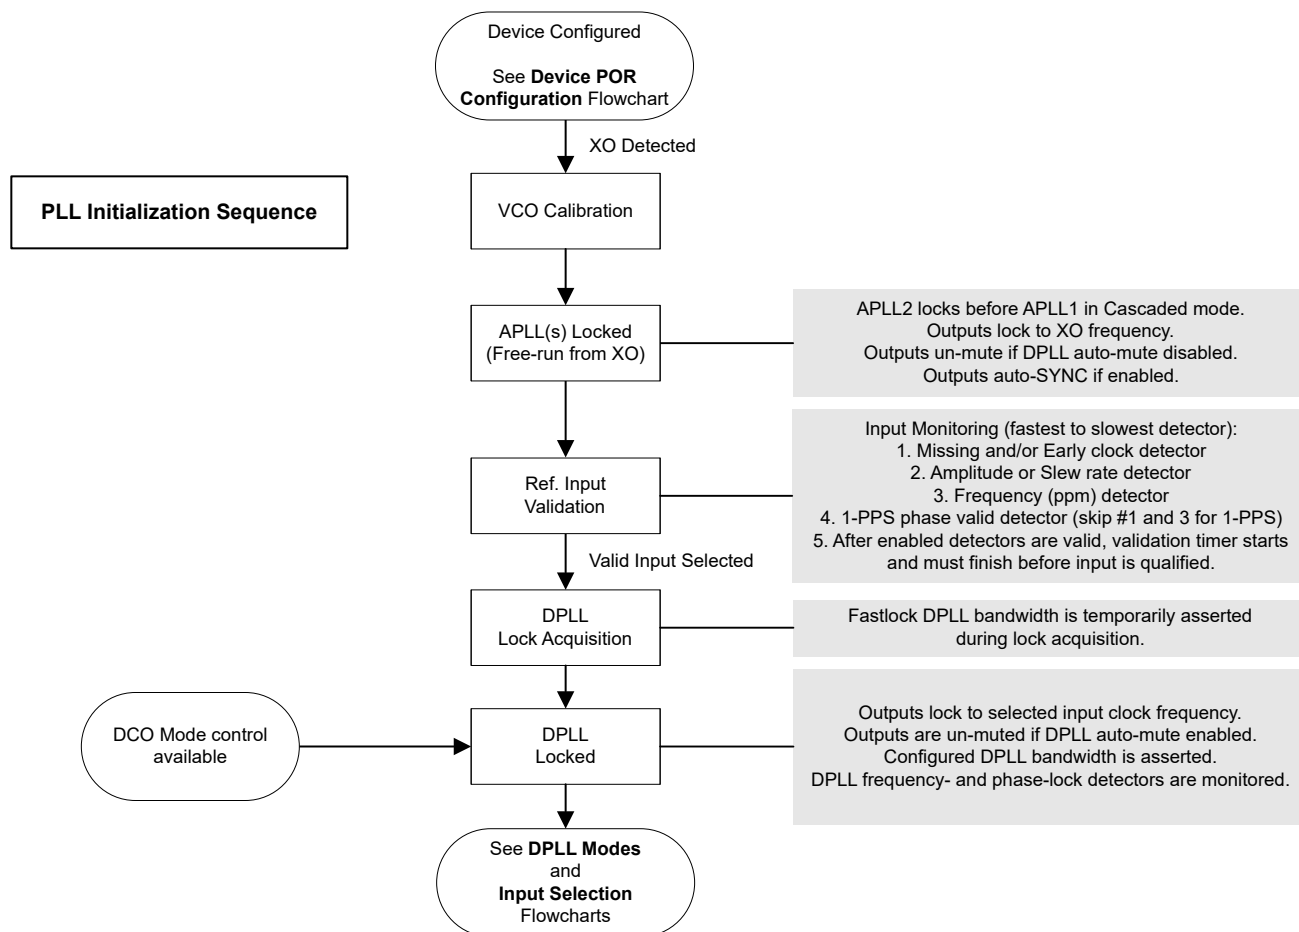 Device Configured
See Device POR
Configuration Flowchart
XO Detected
PLL Initialization Sequence
VCO Calibration
APLL(s) Locked
(Free-run from XO)
APLL2 locks before APLL1 in Cascaded mode.
Outputs lock to XO frequency.
Outputs un-mute if DPLL auto-mute disabled.
Outputs auto-SYNC if enabled.
Ref. Input
Validation
Input Monitoring (fastest to slowest detector):
1. Missing and/or Early clock detector
2. Amplitude or Slew rate detector
3. Frequency (ppm) detector
4. 1-PPS phase valid detector (skip #1 and 3 for 1-PPS)
5. After enabled detectors are valid, validation timer starts
and must finish before input is qualified.
Valid Input Selected
DPLL
Lock Acquisition
Fastlock DPLL bandwidth is temporarily asserted
during lock acquisition.
DCO Mode control
available
DPLL
Locked
Outputs lock to selected input clock frequency.
Outputs are un-muted if DPLL auto-mute enabled.
Configured DPLL bandwidth is asserted.
DPLL frequency- and phase-lock detectors are monitored.
See DPLL Modes
and
Input Selection
Flowcharts